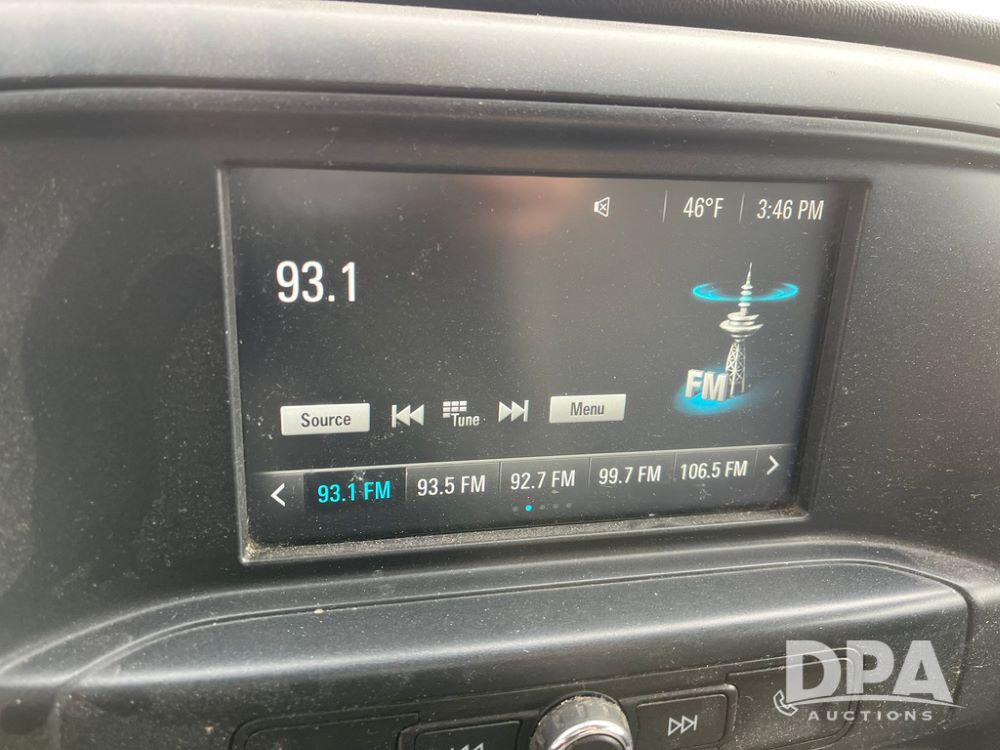 46°F 3:46 PM
93.1
FM
Source Tune Menu
93.1 FM 93.5 FM 92.7 FM 99.7 FM 106.5 FM
DPA
AUCTIONS